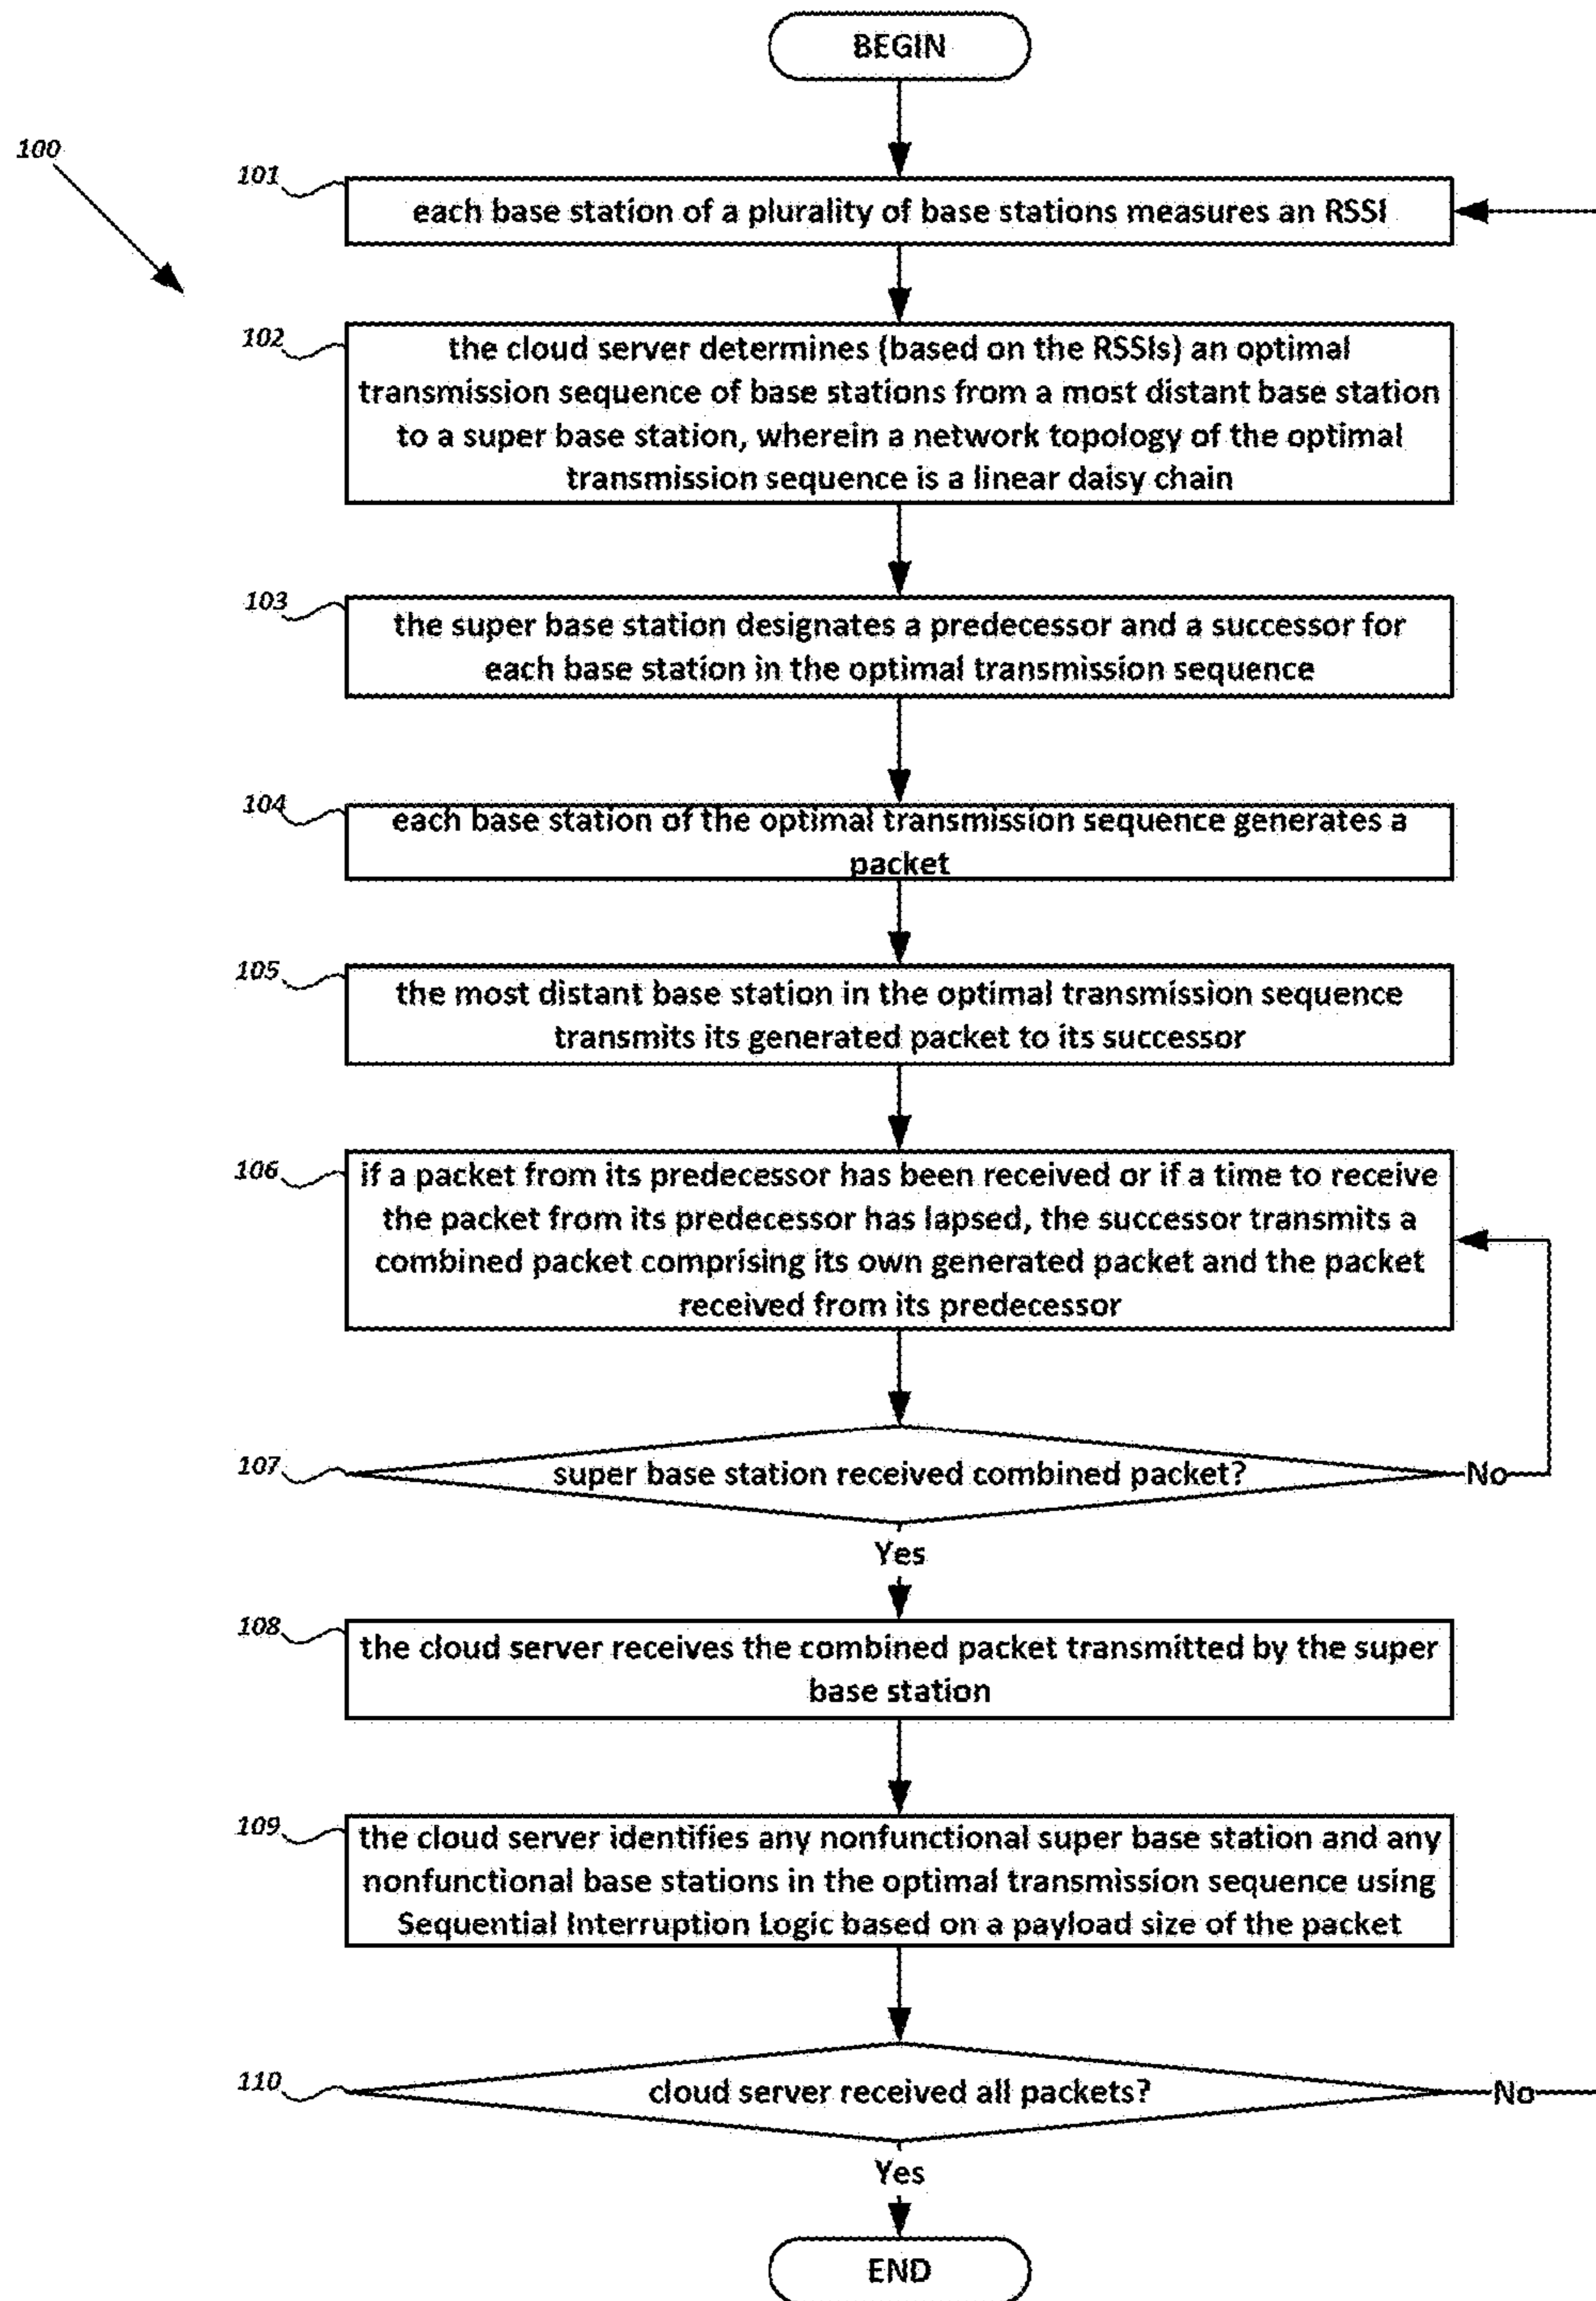 BEGIN
100
101
each base station of a plurality of base stations measures an RSSI
102
the cloud server determines (based on the RSSIs) an optimal
transmission sequence of base stations from a most distant base station
to a super base station, wherein a network topology of the optimal
transmission sequence is a linear daisy chain
103
the super base station designates a predecessor and a successor for
each base station in the optimal transmission sequence
104
each base station of the optimal transmission sequence generates a
packet
105
the most distant base station in the optimal transmission sequence
transmits its generated packet to its successor
106
if a packet from its predecessor has been received or if a time to receive
the packet from its predecessor has lapsed, the successor transmits a
combined packet comprising its own generated packet and the packet
received from its predecessor
107
super base station received combined packet?
No
Yes
108
the cloud server receives the combined packet transmitted by the super
base station
109
the cloud server identifies any nonfunctional super base station and any
nonfunctional base stations in the optimal transmission sequence using
Sequential Interruption Logic based on a payload size of the packet
110
cloud server received all packets?
No
Yes
END